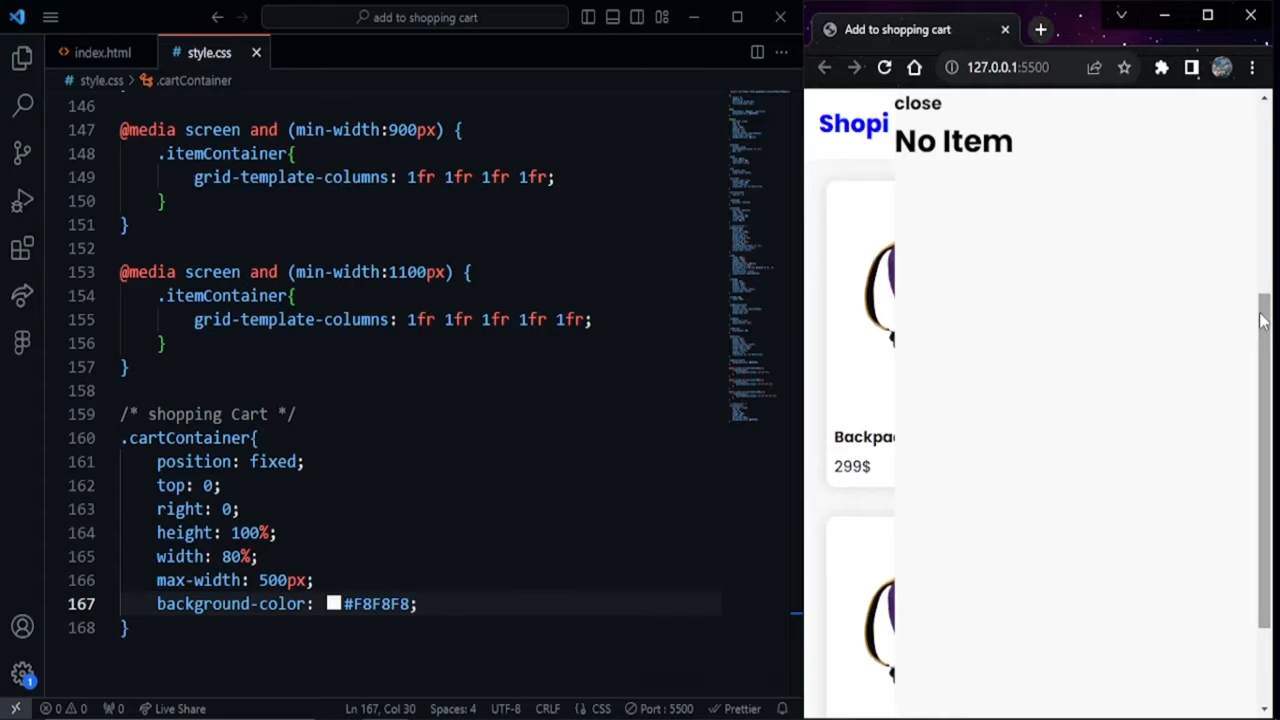 add to shopping cart
index.html
style.css
style.css > .cartContainer
146
147 @media screen and (min-width:900px) {
148 .itemContainer{
149 grid-template-columns: 1fr 1fr 1fr 1fr;
150 }
151 }
152
153 @media screen and (min-width:1100px) {
154 .itemContainer{
155 grid-template-columns: 1fr 1fr 1fr 1fr 1fr;
156 }
157 }
158
159 /* shopping Cart */
160 .cartContainer{
161 position: fixed;
162 top: 0;
163 right: 0;
164 height: 100%;
165 width: 80%;
166 max-width: 500px;
167 background-color: #F8F8F8;
168 }
1
0 0 0 Live Share Ln 167, Col 30 Spaces: 4 UTF-8 CRLF {} CSS Port : 5500 Prettier
Add to shopping cart
127.0.0.1:5500
close
Shopi
No Item
Backpa
299$